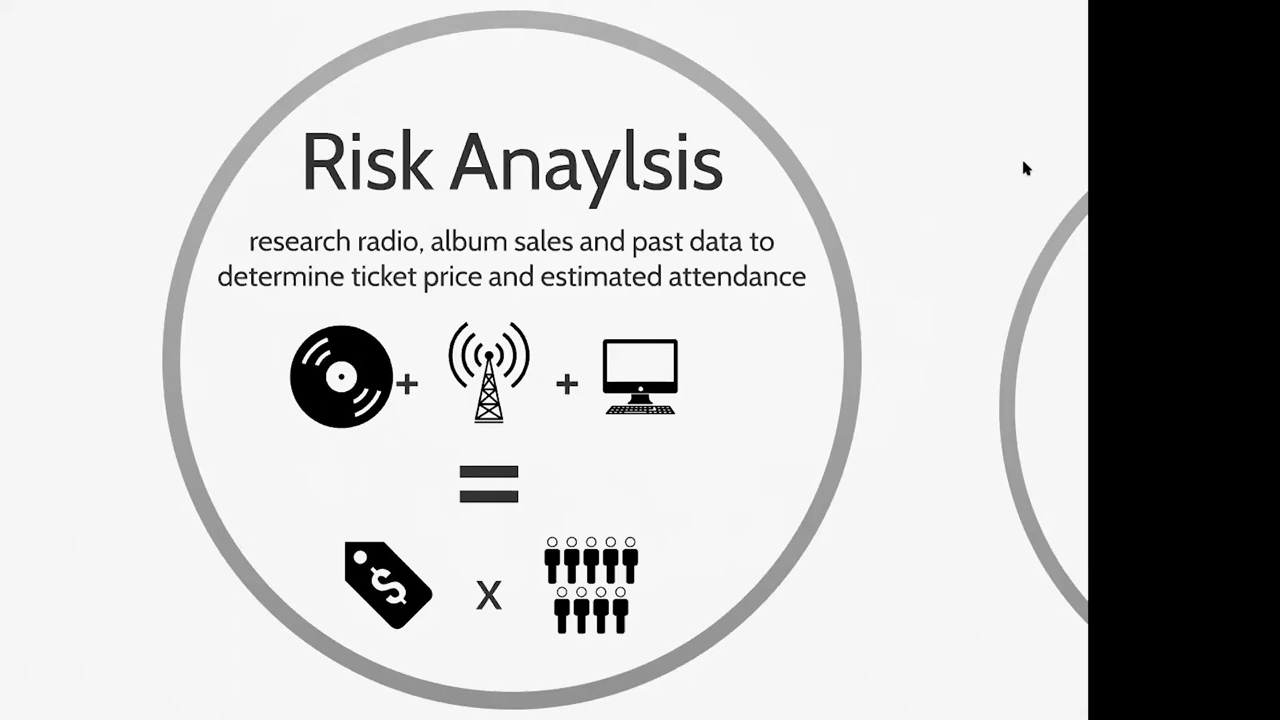 Risk Anaylsis
research radio, album sales and past data to
determine ticket price and estimated attendance
+ +
=
$ x